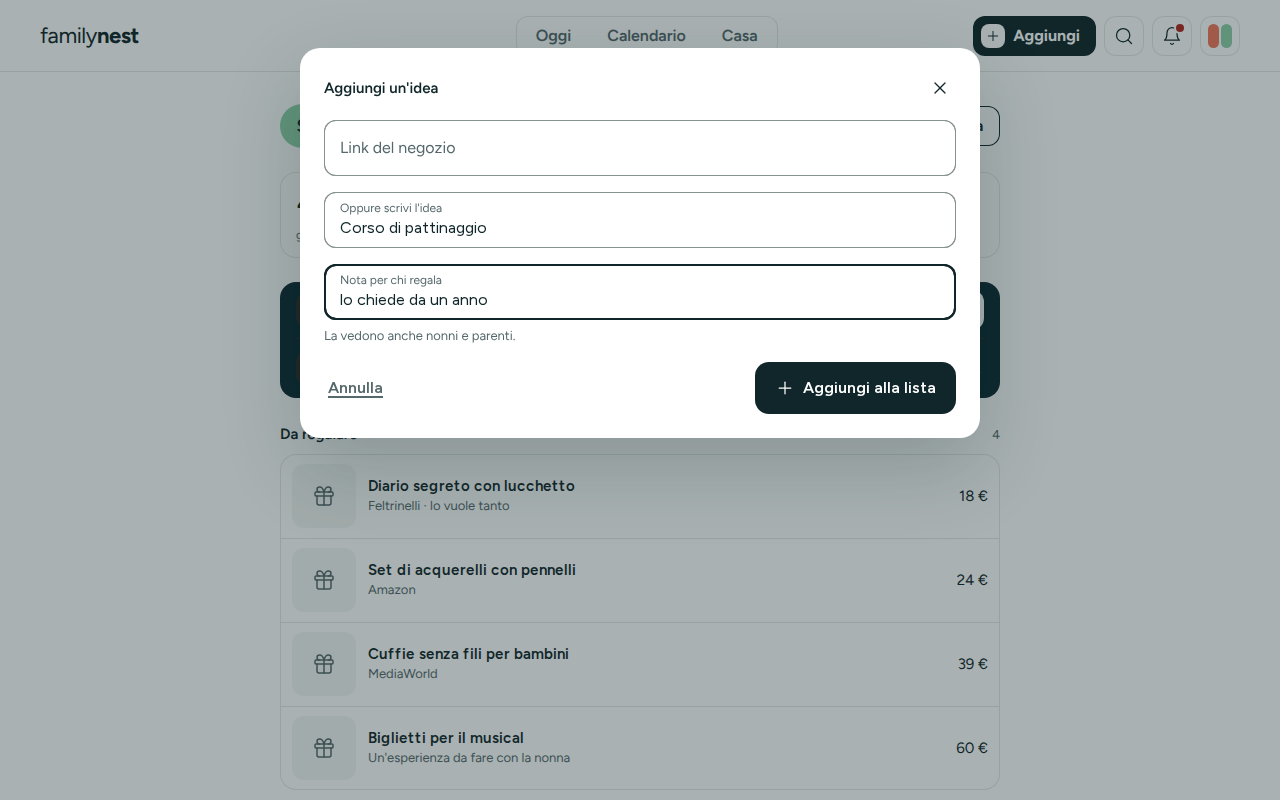 familynest
Oggi
Calendario
Casa
Aggiungi
Aggiungi un'idea
Link del negozio
Oppure scrivi l'idea
Corso di pattinaggio
Nota per chi regala
lo chiede da un anno
La vedono anche nonni e parenti.
Annulla
Aggiungi alla lista
4
Diario segreto con lucchetto
Feltrinelli · lo vuole tanto
18 €
Set di acquerelli con pennelli
Amazon
24 €
Cuffie senza fili per bambini
MediaWorld
39 €
Biglietti per il musical
Un'esperienza da fare con la nonna
60 €